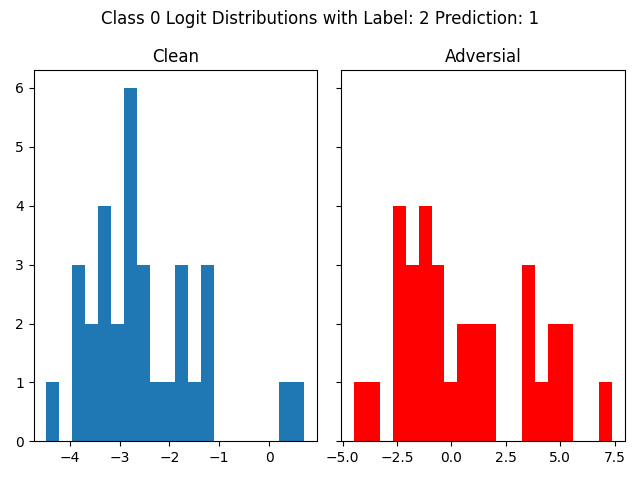 Class 0 Logit Distributions with Label: 2 Prediction: 1
Clean
Adversial
6
5
4
3
2
1
0
−4 −3 −2 −1 0
−5.0 −2.5 0.0 2.5 5.0 7.5